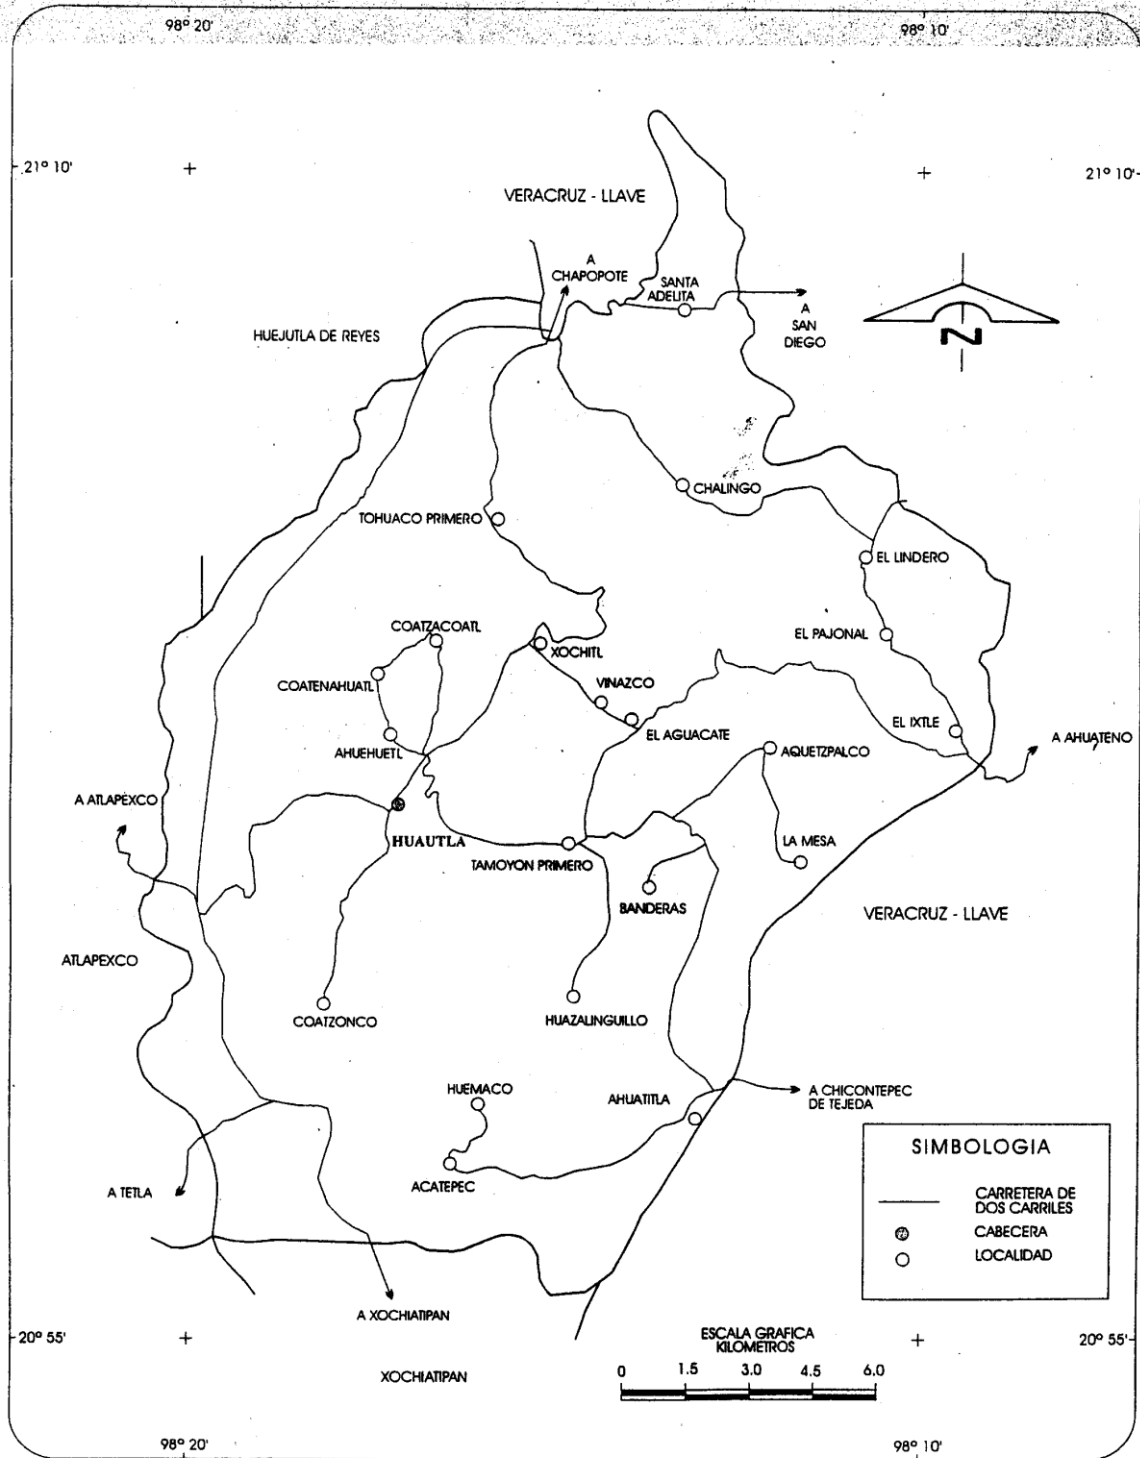 98° 20'
98° 10'
21° 10'
21° 10'
VERACRUZ - LLAVE
A
CHAPOPOTE
SANTA
ADELITA
A
SAN
DIEGO
HUEJUTLA DE REYES
N
CHALINGO
TOHUACO PRIMERO
EL LINDERO
COATZACOATL
EL PAJONAL
XOCHITL
COATENAHUATL
VINAZCO
EL IXTLE
EL AGUACATE
A AHUATENO
AHUEHUETL
AQUETZPALCO
A ATLAPEXCO
HUAUTLA
LA MESA
TAMOYON PRIMERO
BANDERAS
VERACRUZ - LLAVE
ATLAPEXCO
COATZONCO
HUAZALINGUILLO
HUEMACO
AHUATITLA
A CHICONTEPEC
DE TEJEDA
ACATEPEC
A TETLA
SIMBOLOGIA
CARRETERA DE
DOS CARRILES
CABECERA
LOCALIDAD
A XOCHIATIPAN
20° 55'
20° 55'
XOCHIATIPAN
ESCALA GRAFICA
KILOMETROS
0 1.5 3.0 4.5 6.0
98° 20'
98° 10'